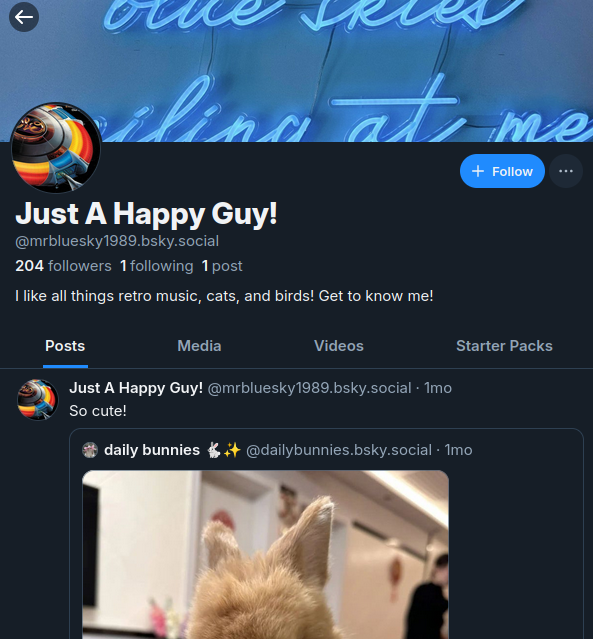 blue skies
smiling at me
+ Follow
Just A Happy Guy!
@mrbluesky1989.bsky.social
204 followers 1 following 1 post
I like all things retro music, cats, and birds! Get to know me!
Posts Media Videos Starter Packs
Just A Happy Guy! @mrbluesky1989.bsky.social · 1mo
So cute!
daily bunnies 🐇✨ @dailybunnies.bsky.social · 1mo